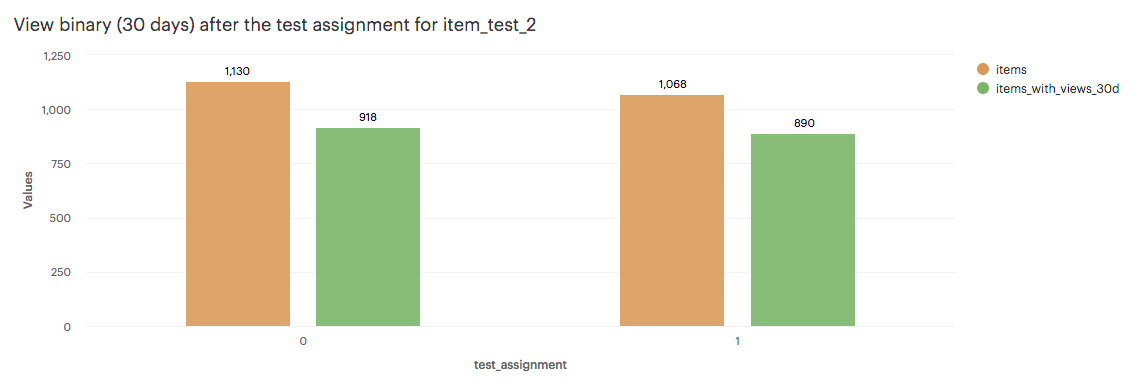 View binary (30 days) after the test assignment for item_test_2
1,250
1,000
750
500
250
0
Values
1,130
918
1,068
890
0
1
test_assignment
items
items_with_views_30d